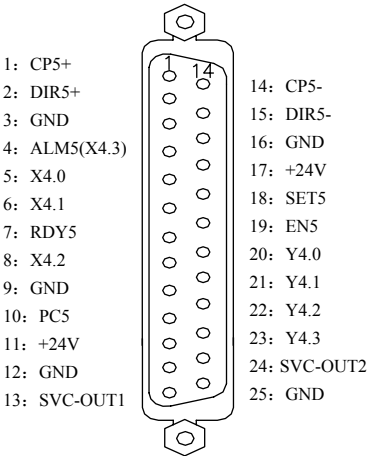 1 14
1: CP5+
2: DIR5+
3: GND
4: ALM5(X4.3)
5: X4.0
6: X4.1
7: RDY5
8: X4.2
9: GND
10: PC5
11: +24V
12: GND
13: SVC-OUT1
14: CP5-
15: DIR5-
16: GND
17: +24V
18: SET5
19: EN5
20: Y4.0
21: Y4.1
22: Y4.2
23: Y4.3
24: SVC-OUT2
25: GND